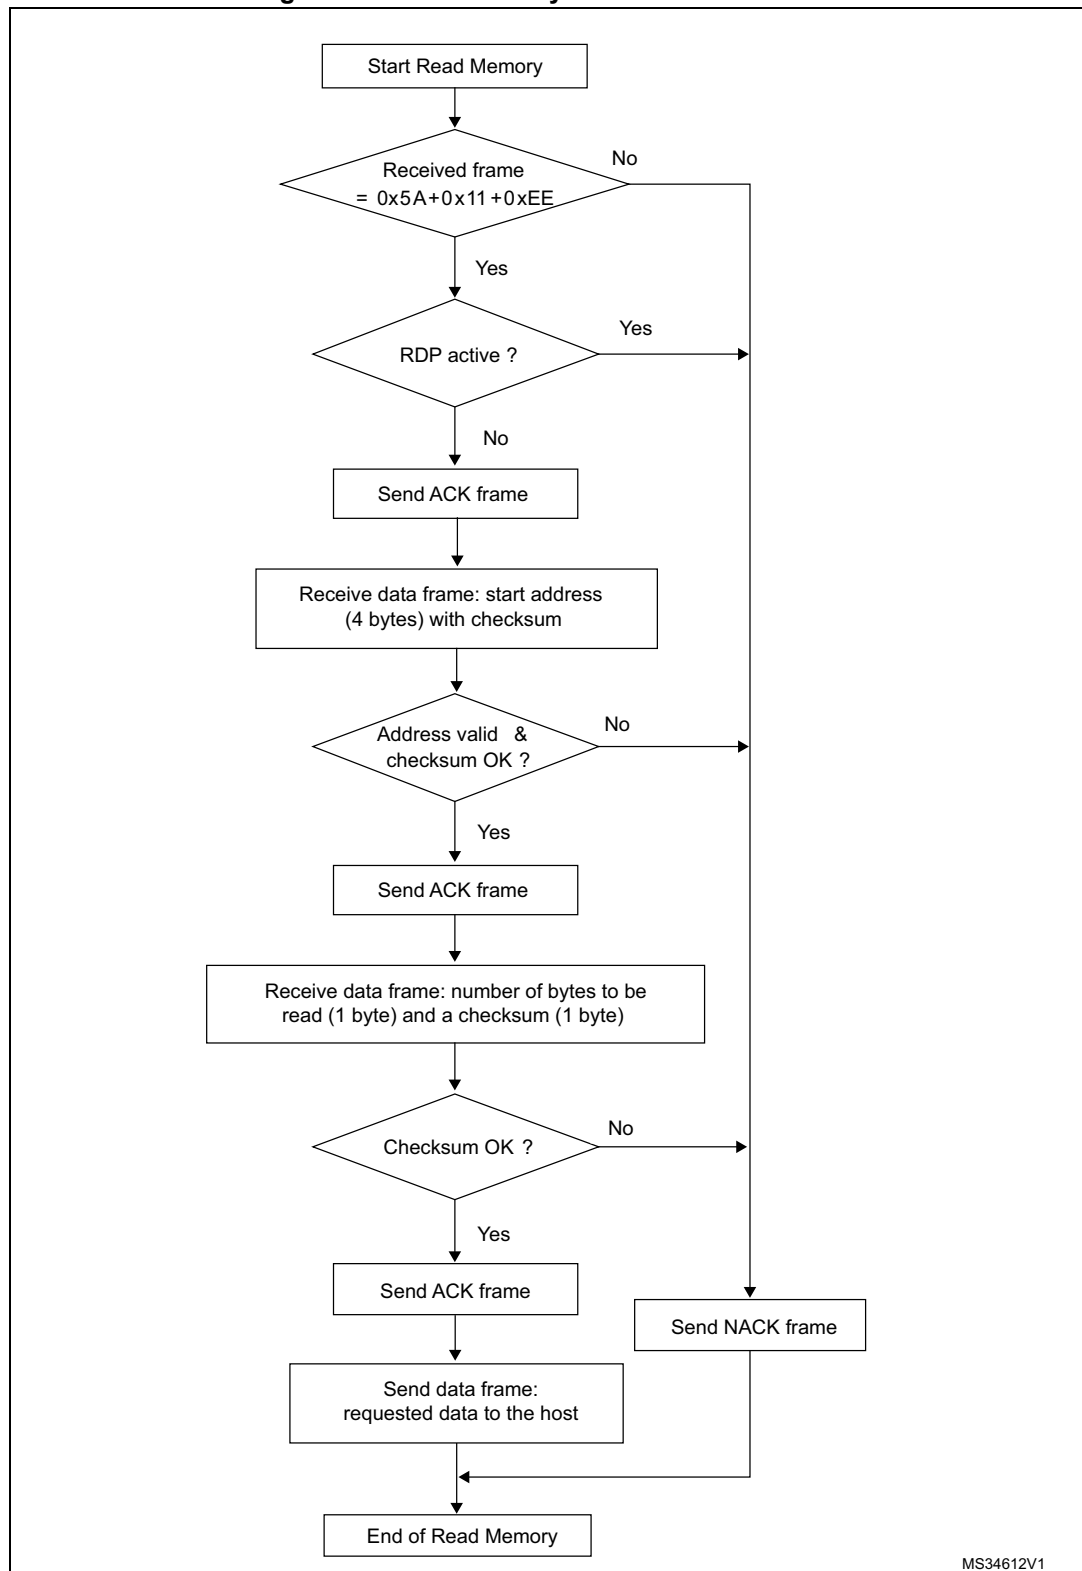 Start Read Memory
Received frame
= 0x5A+0x11+0xEE
No
Yes
RDP active ?
Yes
No
Send ACK frame
Receive data frame: start address
(4 bytes) with checksum
Address valid &
checksum OK ?
No
Yes
Send ACK frame
Receive data frame: number of bytes to be
read (1 byte) and a checksum (1 byte)
Checksum OK ?
No
Yes
Send ACK frame
Send NACK frame
Send data frame:
requested data to the host
End of Read Memory
MS34612V1